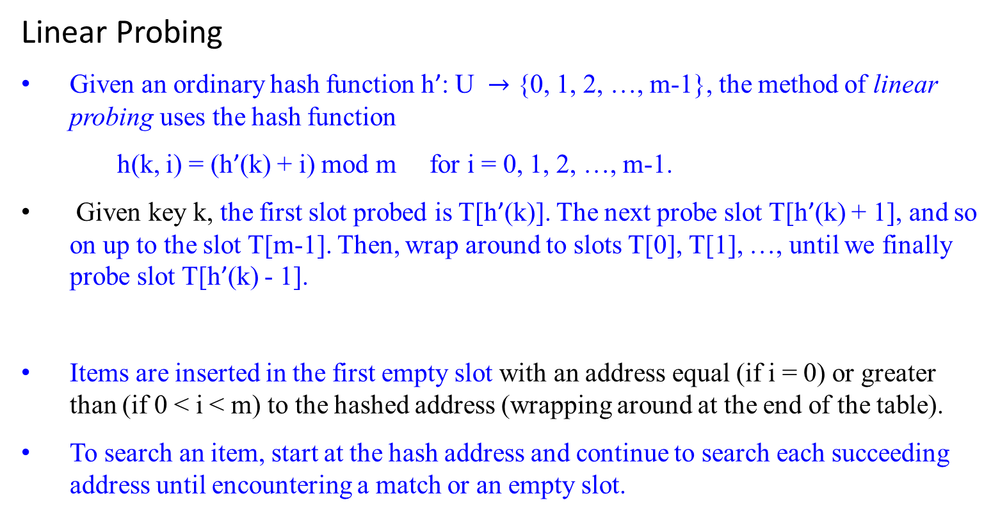 Linear Probing
• Given an ordinary hash function h′: U → {0, 1, 2, …, m-1}, the method of linear
probing uses the hash function
h(k, i) = (h′(k) + i) mod m for i = 0, 1, 2, …, m-1.
• Given key k, the first slot probed is T[h′(k)]. The next probe slot T[h′(k) + 1], and so
on up to the slot T[m-1]. Then, wrap around to slots T[0], T[1], …, until we finally
probe slot T[h′(k) - 1].
• Items are inserted in the first empty slot with an address equal (if i = 0) or greater
than (if 0 < i < m) to the hashed address (wrapping around at the end of the table).
• To search an item, start at the hash address and continue to search each succeeding
address until encountering a match or an empty slot.